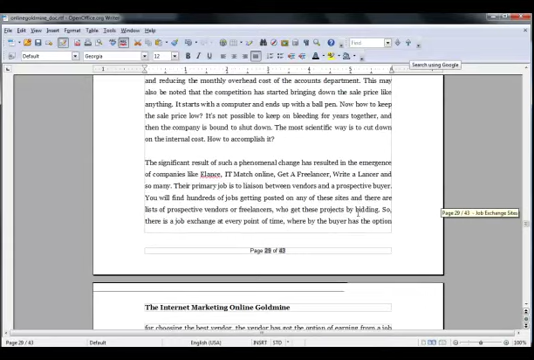 onlinegoldmine_doc.rtf - OpenOffice.org Writer
File Edit View Insert Format Table Tools Window Help
Find
Default Georgia 12
Search using Google
and reducing the monthly overhead cost of the accounts department. This may
also be noted that the competition has started bringing down the sale price like
anything. It starts with a computer and ends up with a ball pen. Now how to keep
the sale price low? It's not possible to keep on bleeding for years together, and
then the company is bound to shut down. The most scientific way is to cut down
on the internal cost. How to accomplish it?
The significant result of such a phenomenal change has resulted in the emergence
of companies like Elance, IT Match online, Get A Freelancer, Write a Lancer and
so many. Their primary job is to liaison between vendors and a prospective buyer.
You will find hundreds of jobs getting posted on any of these sites and there are
lists of prospective vendors or freelancers, who get these projects by bidding. So,
there is a job exchange at every point of time, where by the buyer has the option
Page 29 / 43 - Job Exchange Sites
Page 29 of 43
The Internet Marketing Online Goldmine
for choosing the best vendor, the vendor has got the option of earning from a job
Page 29 / 43 Default English (USA) INSRT STD * 100%